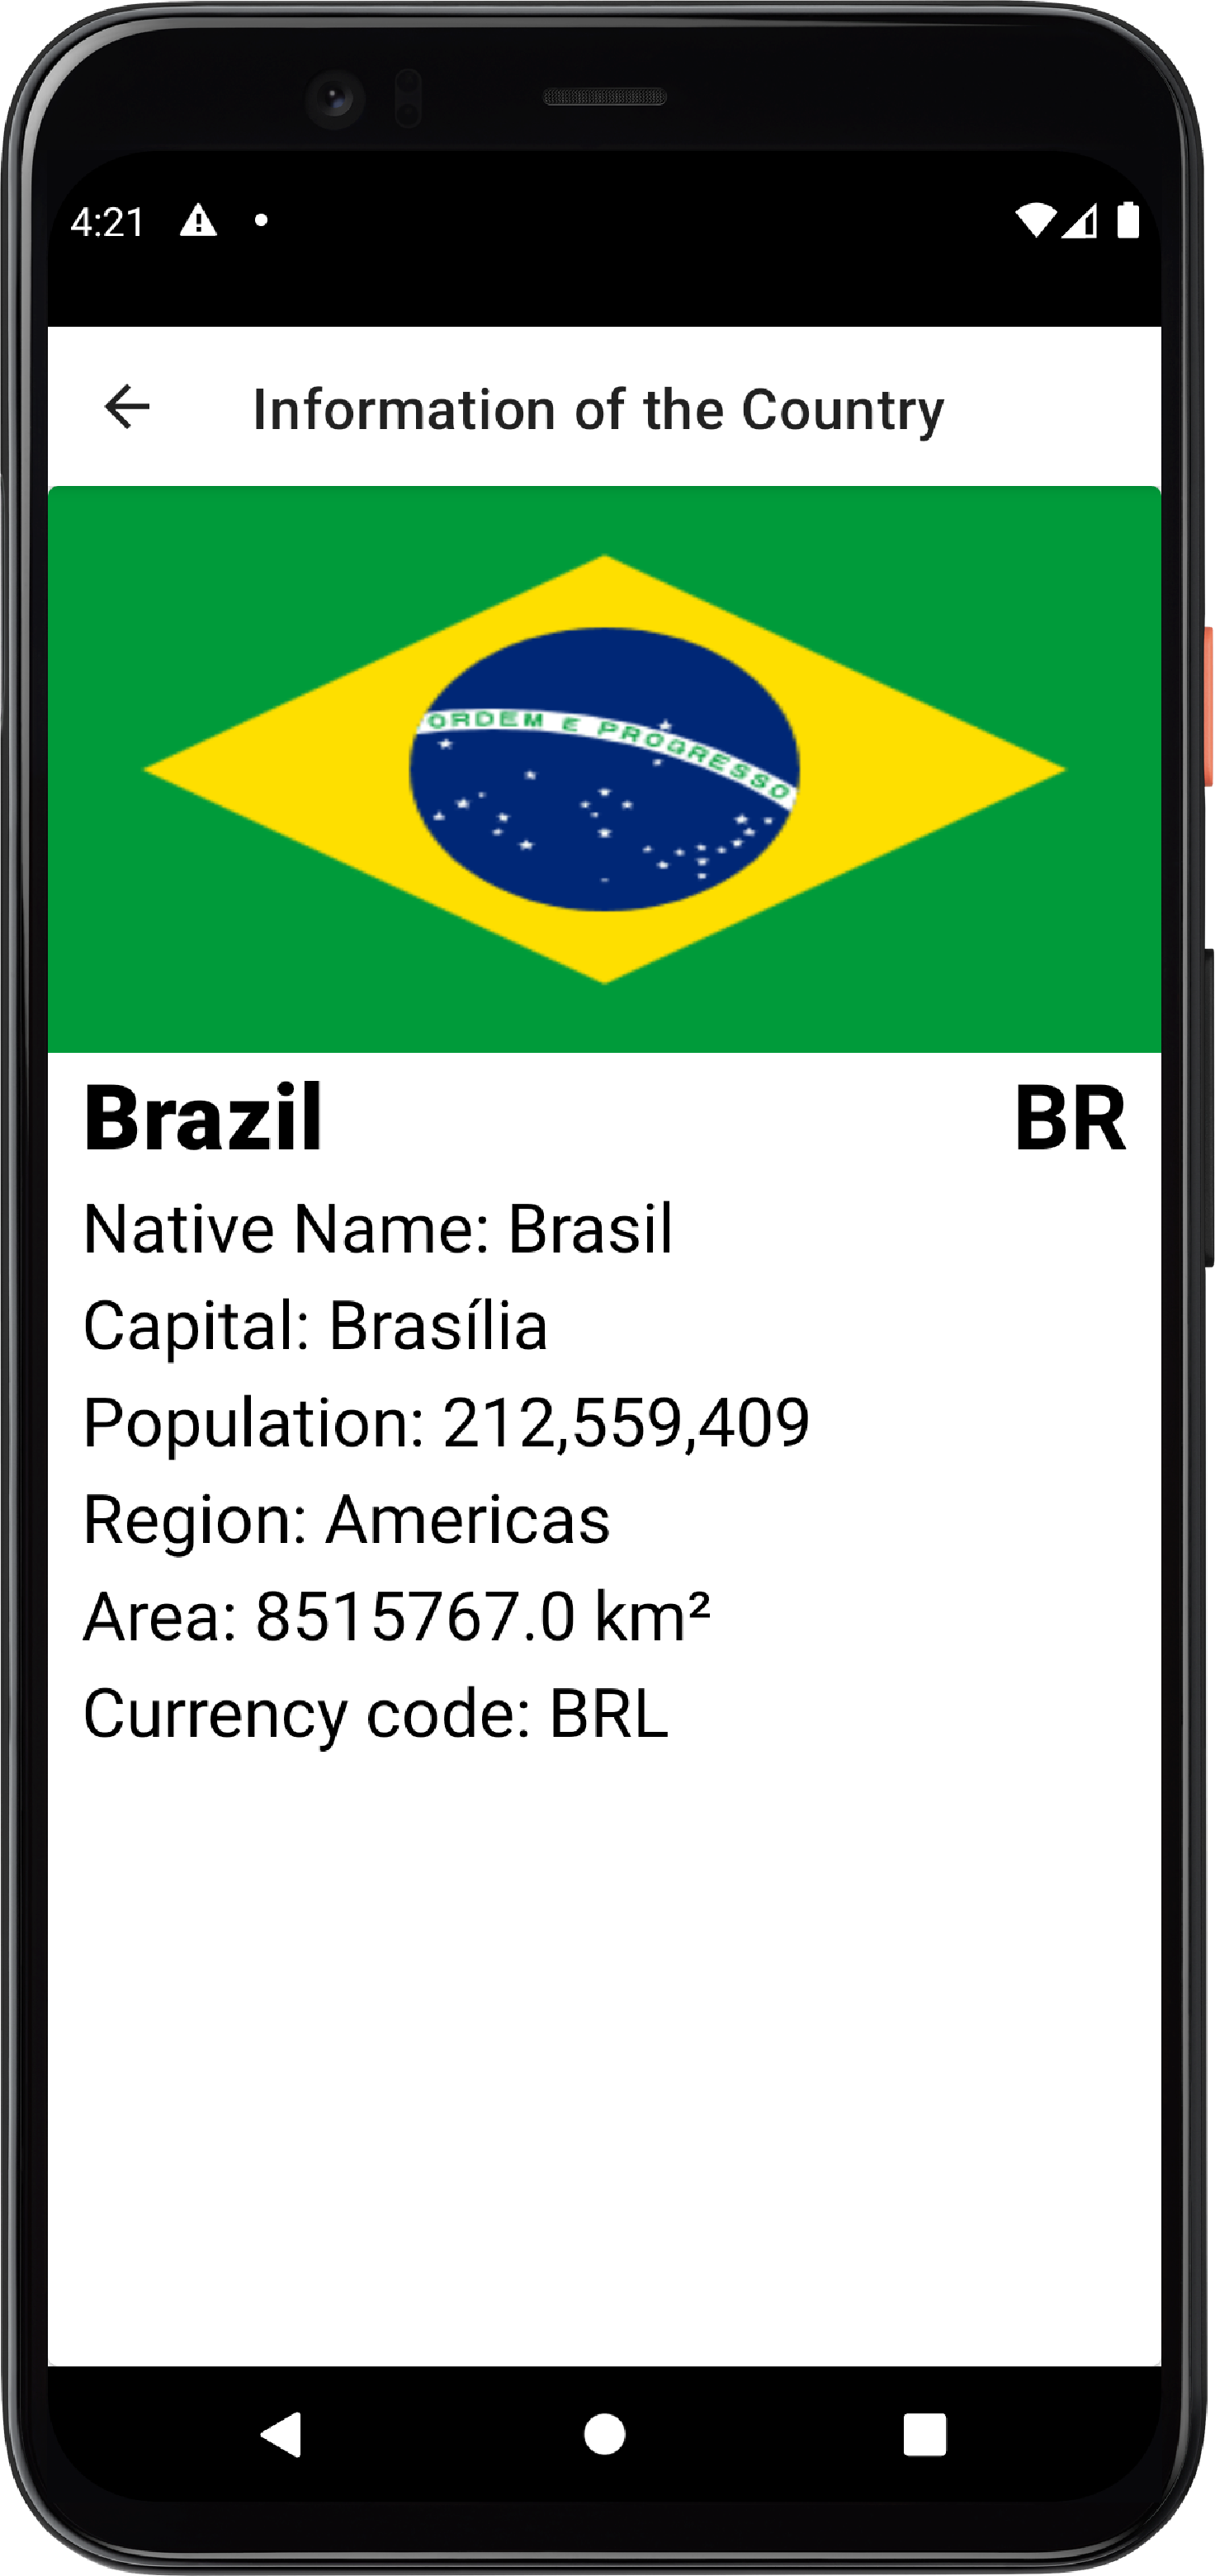 4:21
Information of the Country
ORDEM E PROGRESSO
Brazil BR
Native Name: Brasil
Capital: Brasília
Population: 212,559,409
Region: Americas
Area: 8515767.0 km²
Currency code: BRL